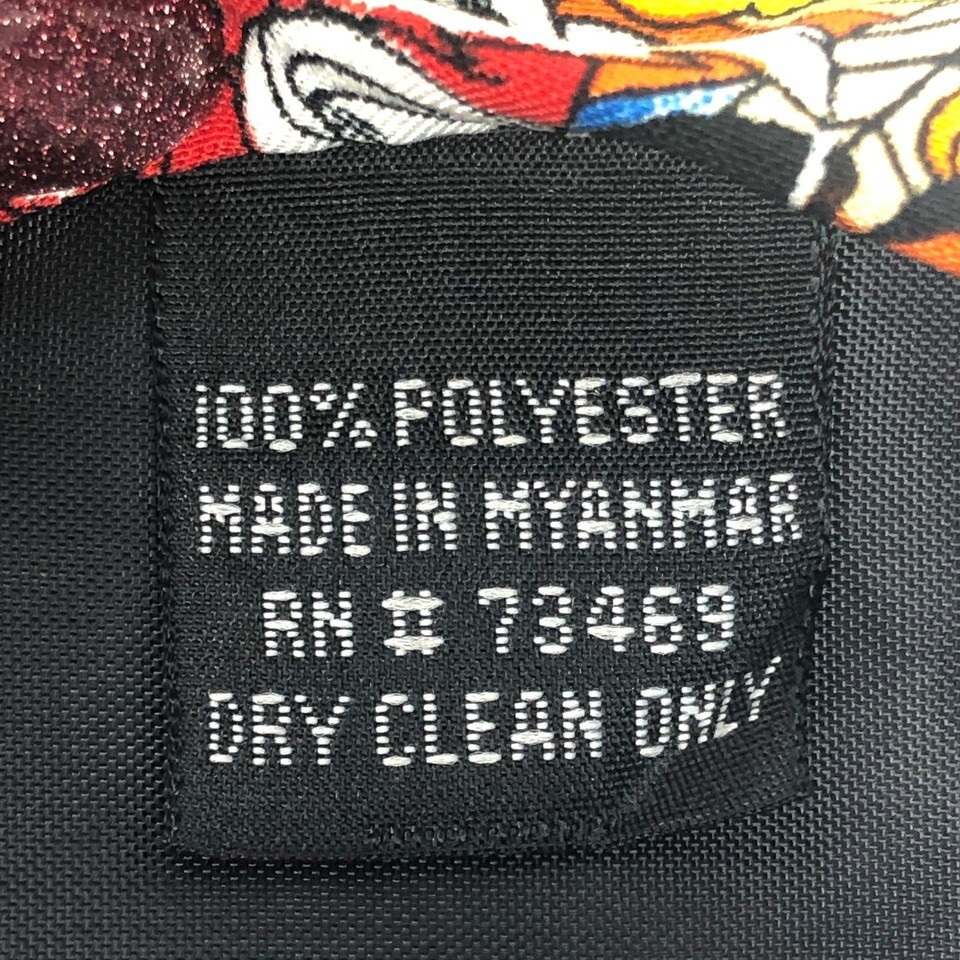 100% POLYESTER
MADE IN MYANMAR
RN # 73469
DRY CLEAN ONLY